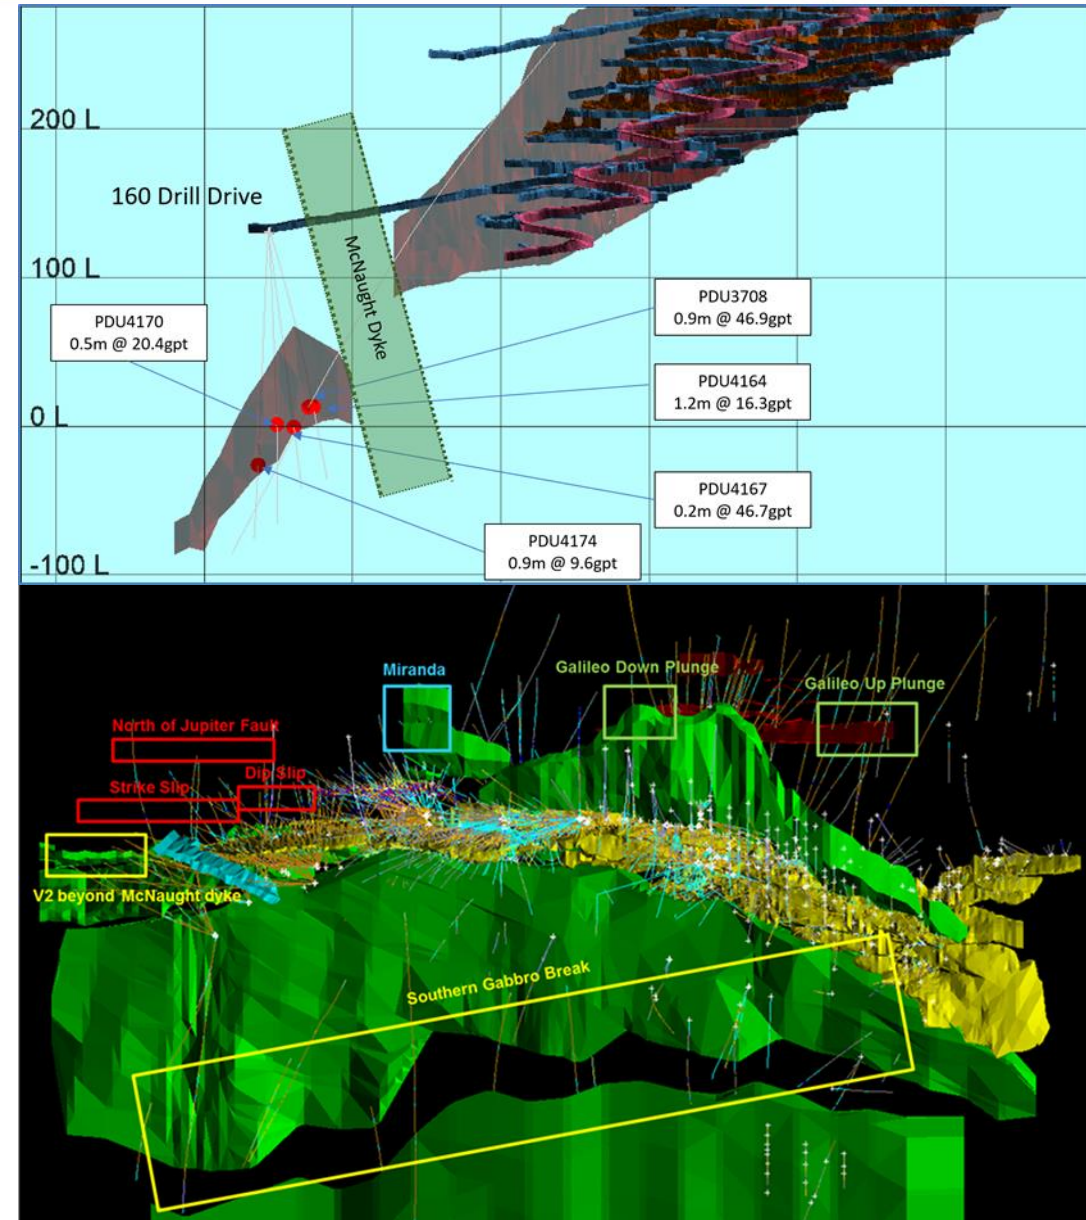 200 L
160 Drill Drive
McNaught Dyke
100 L
PDU3708
0.9m @ 46.9gpt
PDU4170
0.5m @ 20.4gpt
PDU4164
1.2m @ 16.3gpt
0 L
PDU4167
0.2m @ 46.7gpt
PDU4174
0.9m @ 9.6gpt
-100 L
Miranda
Galileo Down Plunge
Galileo Up Plunge
North of Jupiter Fault
Dip Slip
Strike Slip
V2 beyond McNaught dyke
Southern Gabbro Break